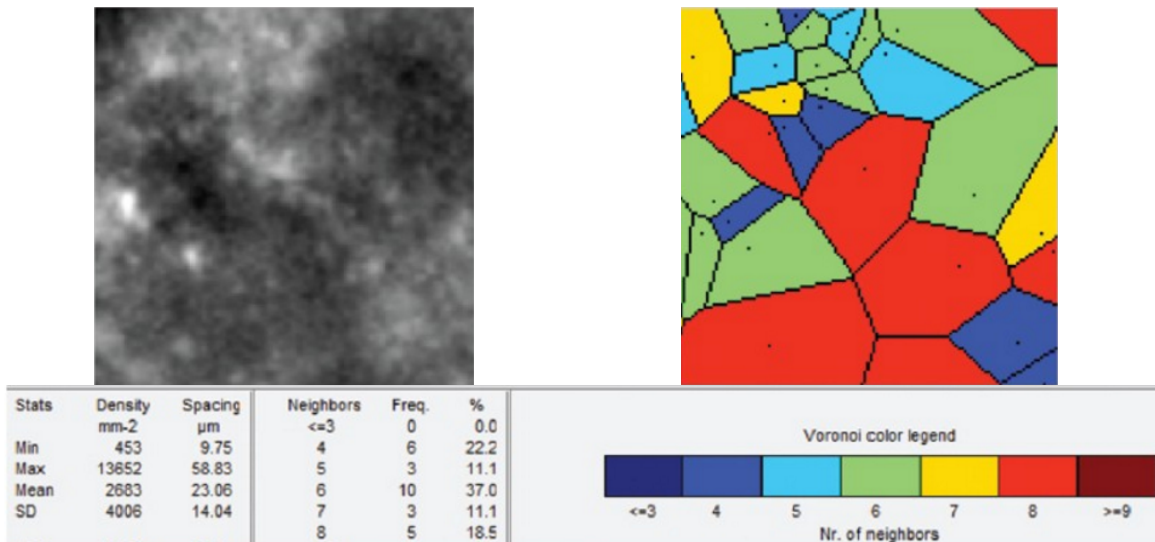 Stats Density Spacing Neighbors Freq. %
mm-2 µm <=3 0 0.0
Min 453 9.75 4 6 22.2
Max 13652 58.83 5 3 11.1
Mean 2683 23.06 6 10 37.0
SD 4006 14.04 7 3 11.1
8 5 18.5
Voronoi color legend
<=3 4 5 6 7 8 >=9
Nr. of neighbors